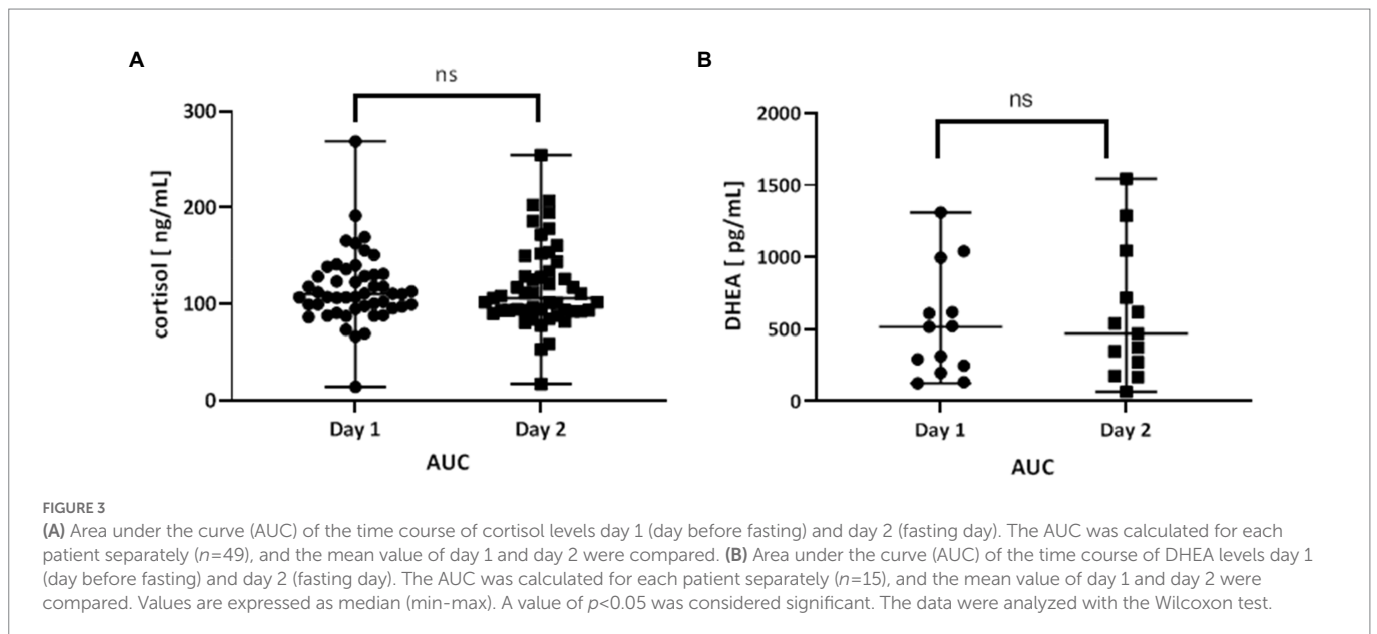 A
ns
300
200
100
0
cortisol [ ng/mL]
Day 1
Day 2
AUC
B
ns
2000
1500
1000
500
0
DHEA [ pg/mL]
Day 1
Day 2
AUC
FIGURE 3
(A) Area under the curve (AUC) of the time course of cortisol levels day 1 (day before fasting) and day 2 (fasting day). The AUC was calculated for each
patient separately (n=49), and the mean value of day 1 and day 2 were compared. (B) Area under the curve (AUC) of the time course of DHEA levels day 1
(day before fasting) and day 2 (fasting day). The AUC was calculated for each patient separately (n=15), and the mean value of day 1 and day 2 were
compared. Values are expressed as median (min-max). A value of p<0.05 was considered significant. The data were analyzed with the Wilcoxon test.